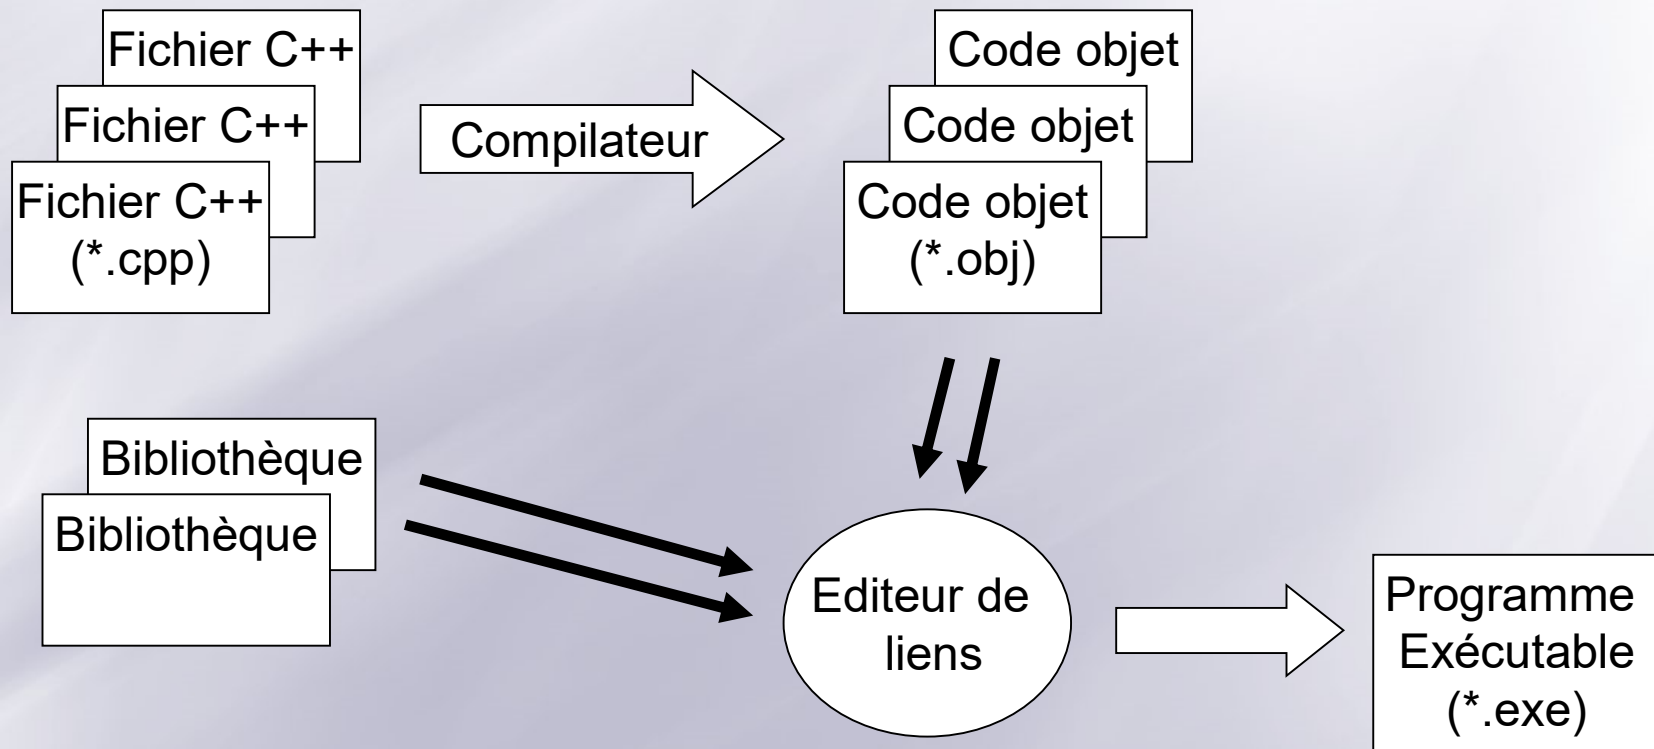 Fichier C++
Fichier C++
Fichier C++
(*.cpp)
Compilateur
Code objet
Code objet
Code objet
(*.obj)
Bibliothèque
Bibliothèque
Editeur de
liens
Programme
Exécutable
(*.exe)